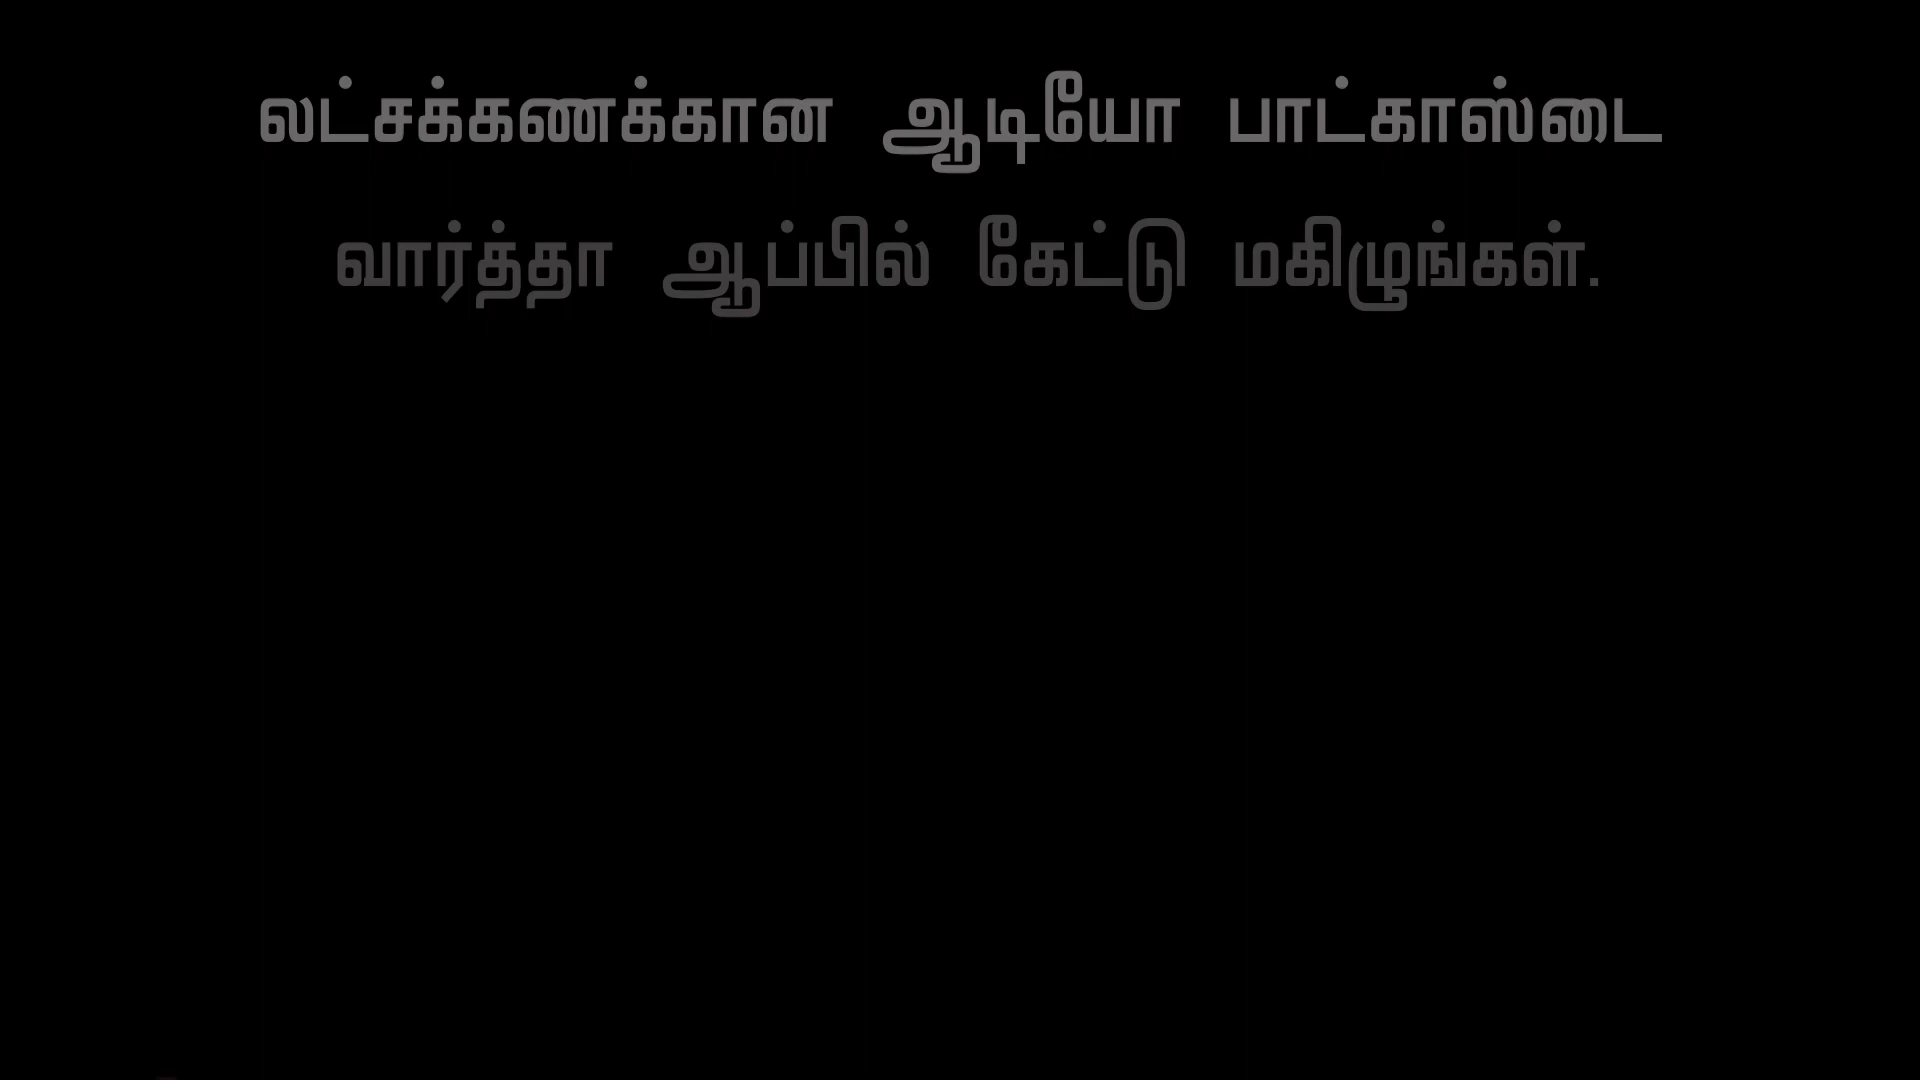 லட்சக்கணக்கான ஆடியோ பாட்காஸ்டை
வார்த்தா ஆப்பில் கேட்டு மகிழுங்கள்.